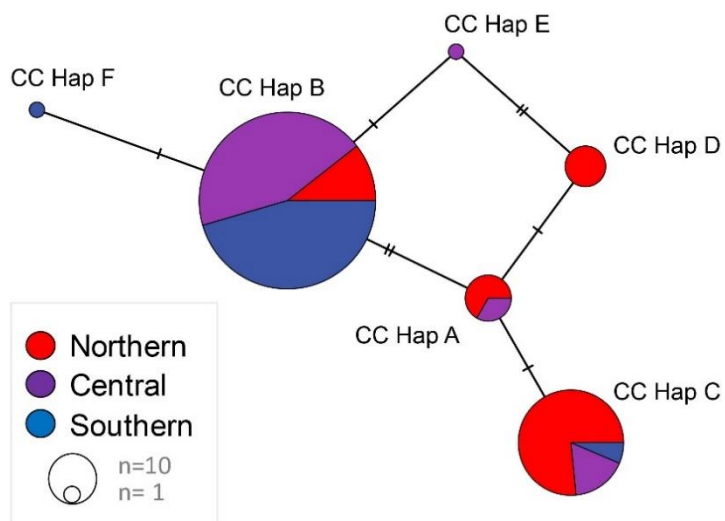 CC Hap E
CC Hap F
CC Hap B
CC Hap D
CC Hap A
CC Hap C
Northern
Central
Southern
n=10
n= 1